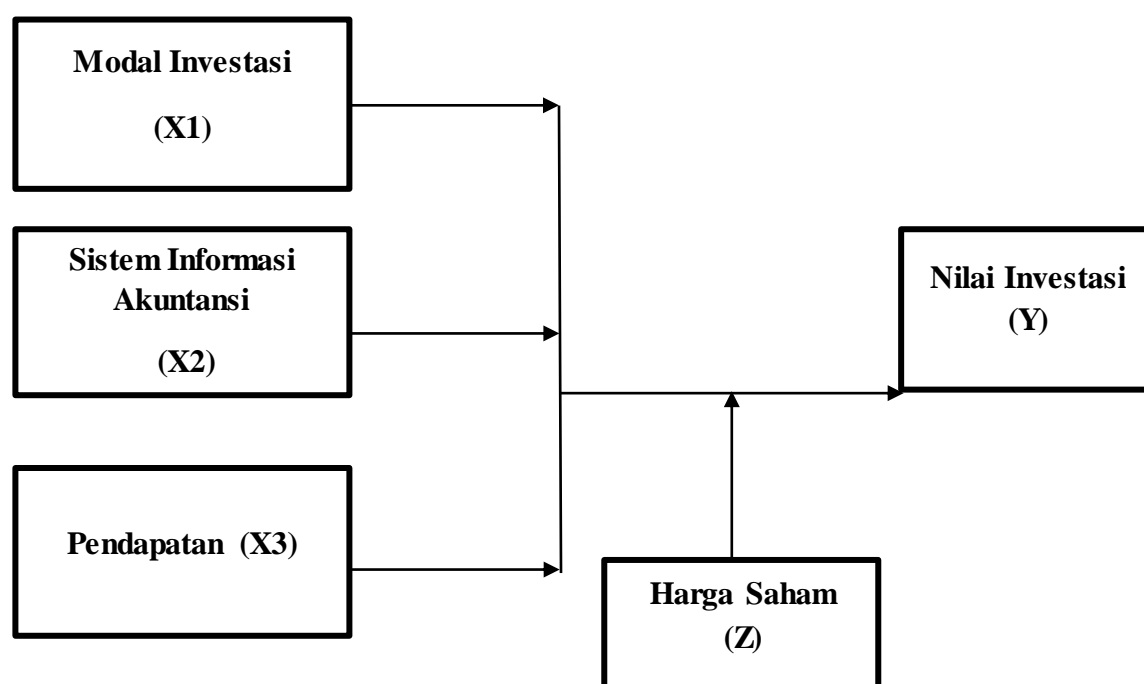 Modal Investasi
(X1)
Sistem Informasi
Akuntansi
(X2)
Pendapatan (X3)
Nilai Investasi
(Y)
Harga Saham
(Z)